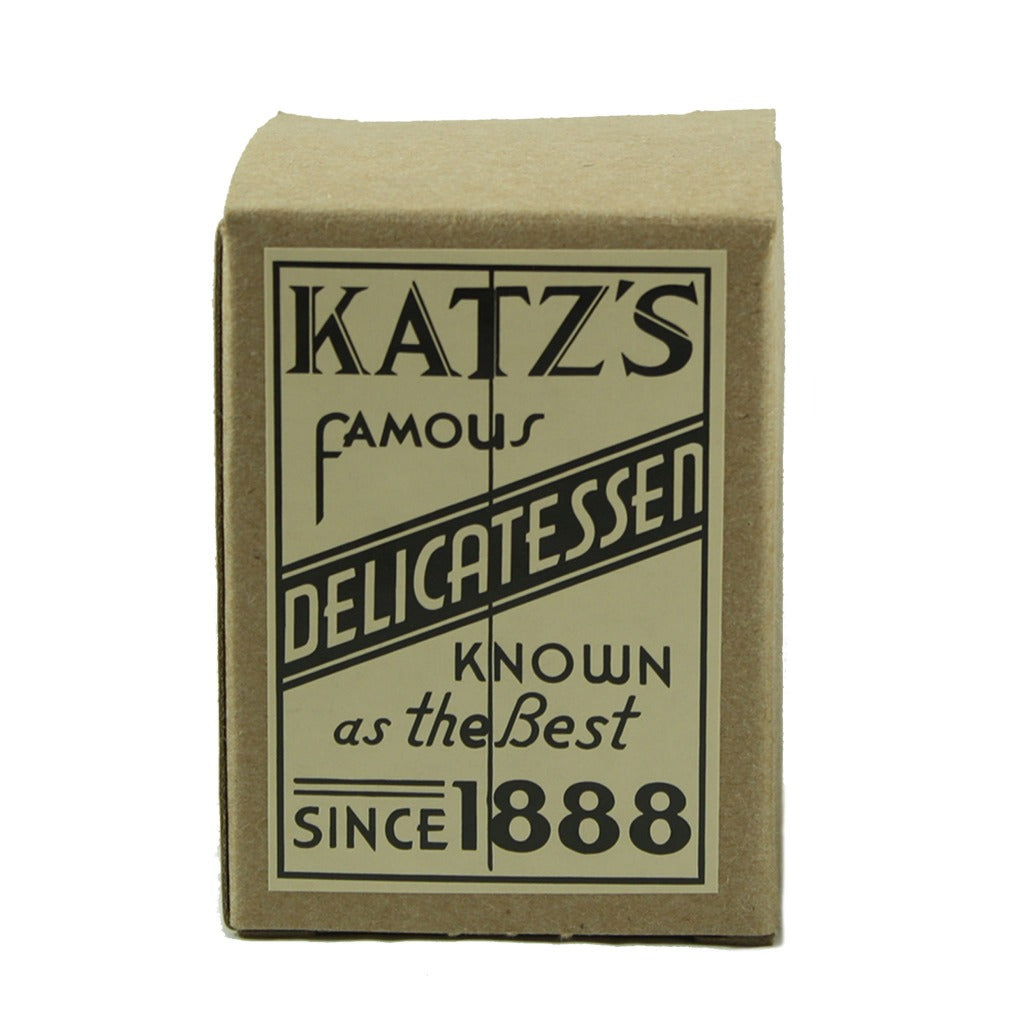 KATZ'S
FAMOUS
DELICATESSEN
KNOWN
as the Best
SINCE 1888